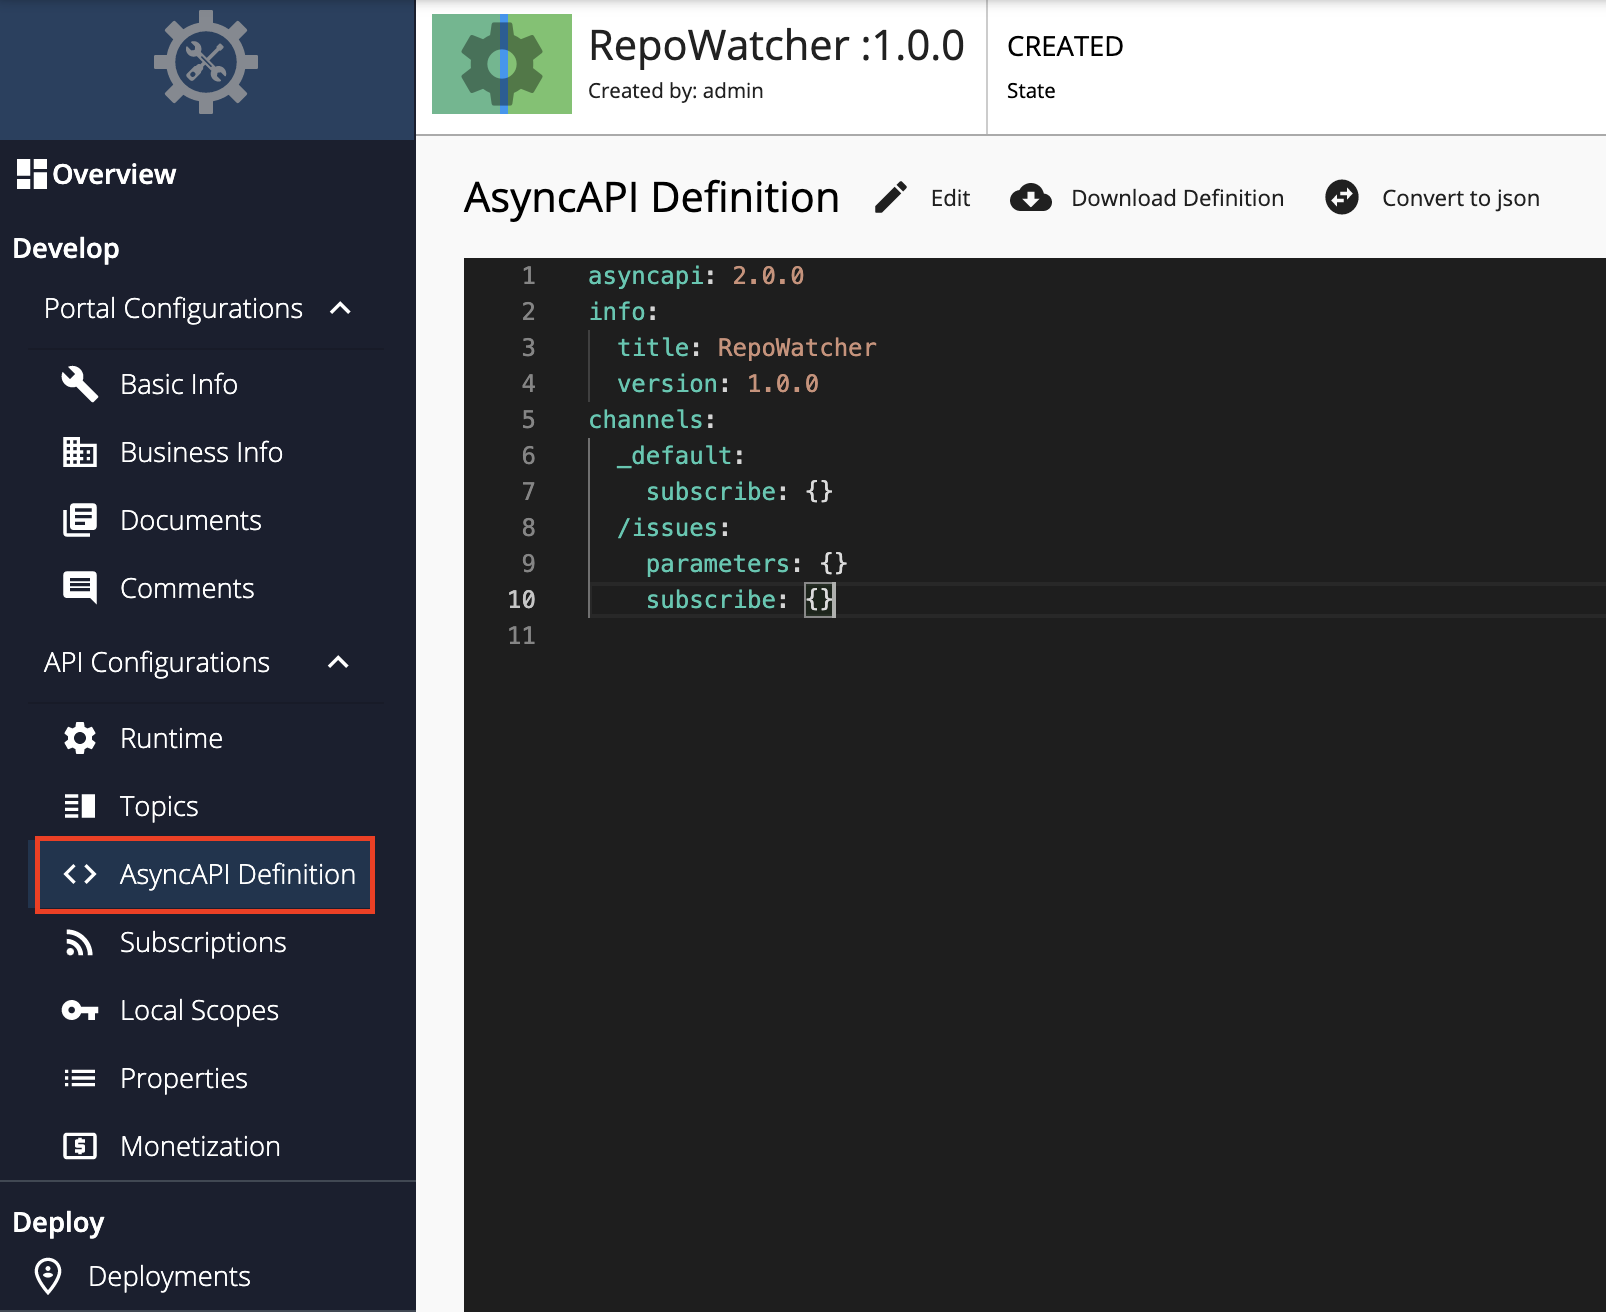 RepoWatcher :1.0.0
Created by: admin
CREATED
State
Overview
Develop
Portal Configurations
Basic Info
Business Info
Documents
Comments
API Configurations
Runtime
Topics
AsyncAPI Definition
Subscriptions
Local Scopes
Properties
Monetization
Deploy
Deployments
AsyncAPI Definition
Edit
Download Definition
Convert to json
1 asyncapi: 2.0.0
2 info:
3   title: RepoWatcher
4   version: 1.0.0
5 channels:
6   _default:
7     subscribe: {}
8   /issues:
9     parameters: {}
10     subscribe: {}
11